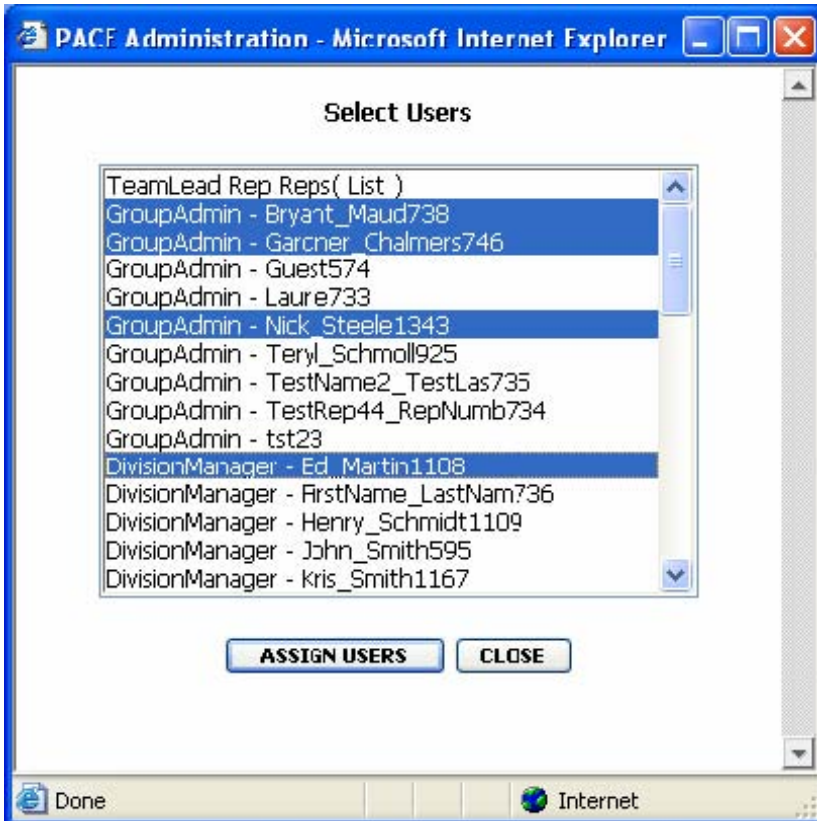 PACE Administration - Microsoft Internet Explorer
Select Users
TeamLead Rep Reps( List )
GroupAdmin - Bryant_Maud738
GroupAdmin - Garcner_Chalmers746
GroupAdmin - Guest574
GroupAdmin - Laure733
GroupAdmin - Nick_Steele1343
GroupAdmin - Teryl_Schmoll925
GroupAdmin - TestName2_TestLas735
GroupAdmin - TestRep44_RepNumb734
GroupAdmin - tst23
DivisionManager - Ed_Martin1108
DivisionManager - FirstName_LastNam736
DivisionManager - Henry_Schmidt1109
DivisionManager - John_Smith595
DivisionManager - Kris_Smith1167
ASSIGN USERS CLOSE
Done Internet